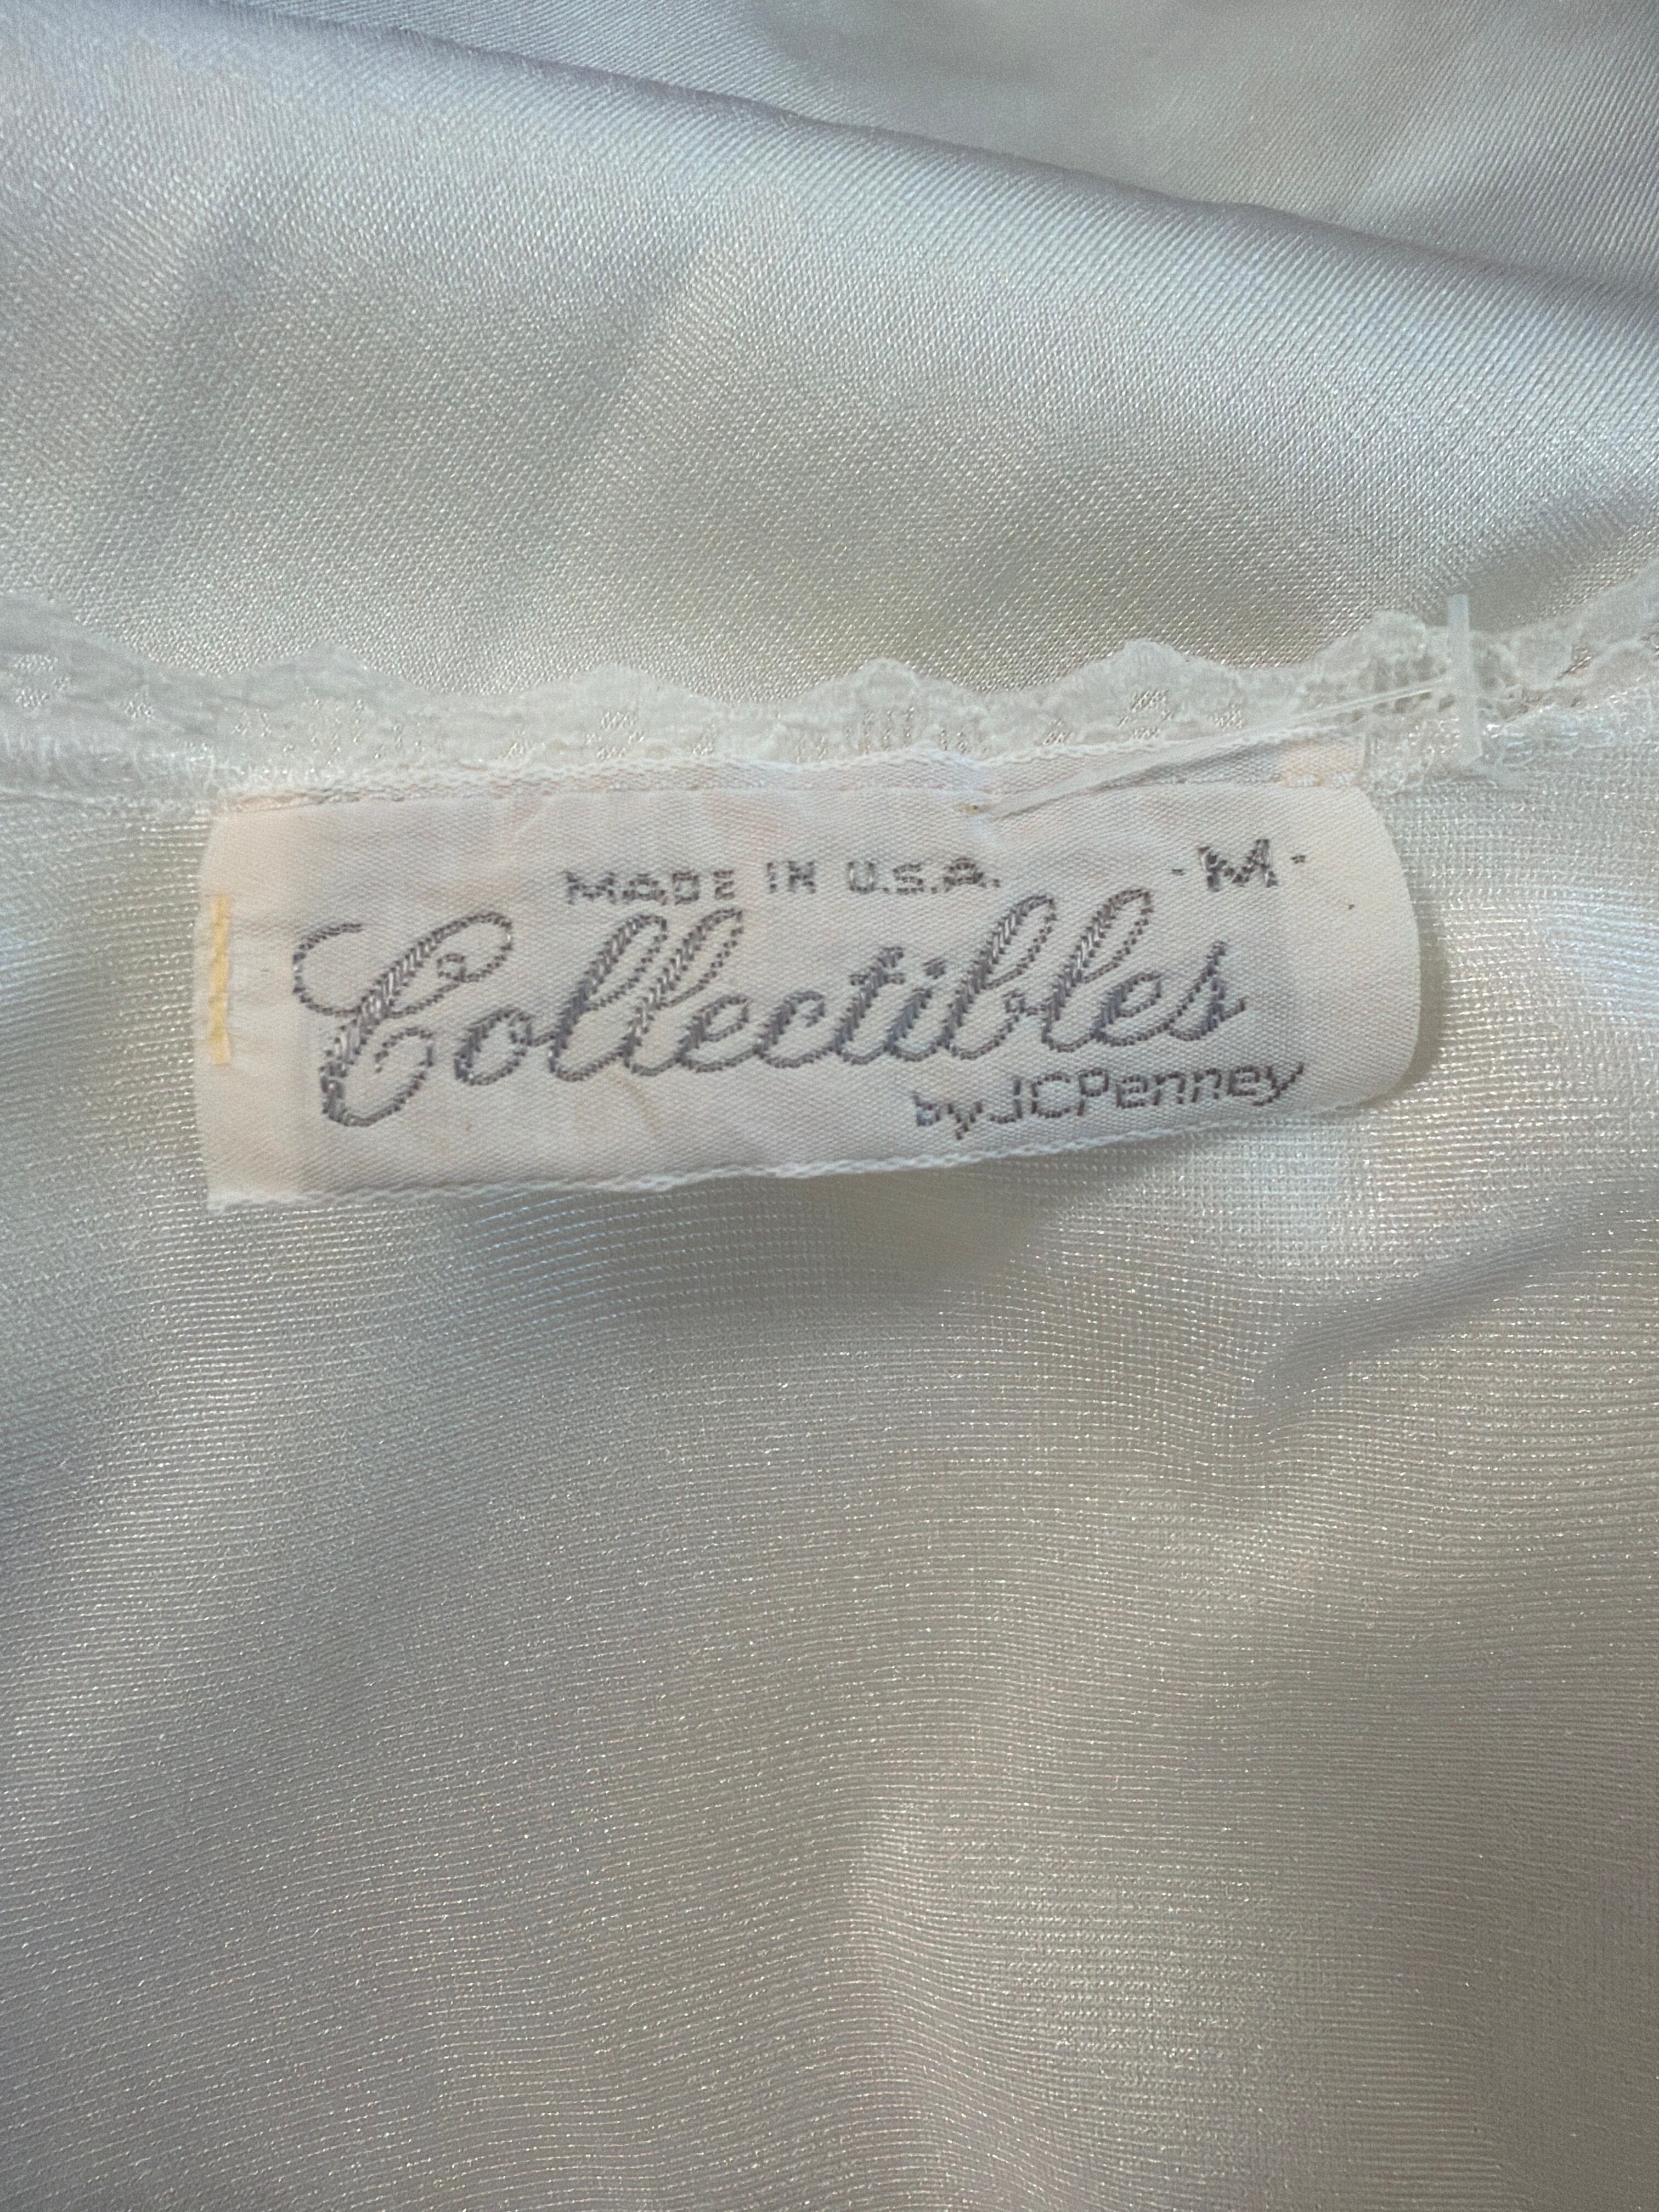 MADE IN U.S.A. -M-
Collectibles
by JCPenney